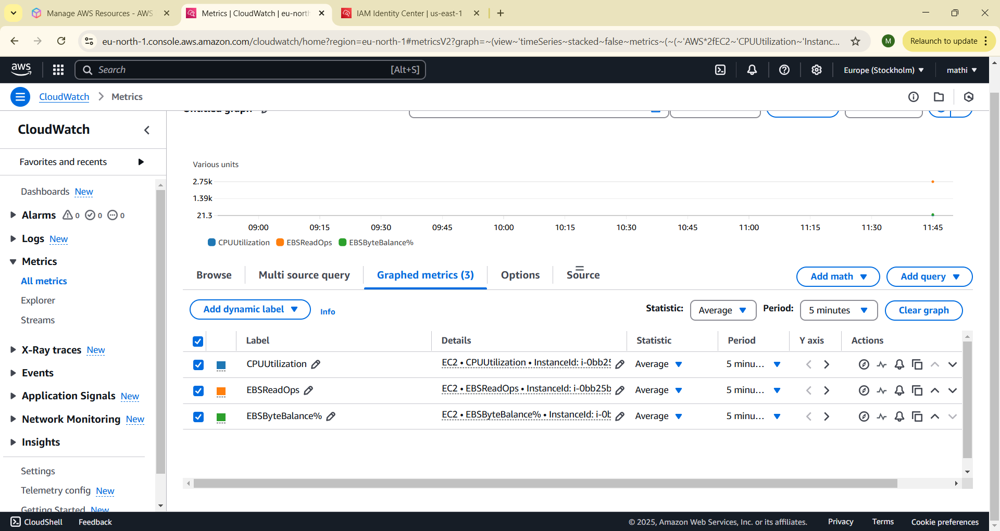 Manage AWS Resources - AWS
Metrics | CloudWatch | eu-north
IAM Identity Center | us-east-1
eu-north-1.console.aws.amazon.com/cloudwatch/home?region=eu-north-1#metricsV2?graph=~(view~'timeSeries~stacked~false~metrics~(~(~'AWS*2fEC2~'CPUUtilization~'Instanc...
M
Relaunch to update
aws
Search [Alt+S]
Europe (Stockholm)
mathi
CloudWatch
Metrics
Untitled graph
CloudWatch
Favorites and recents
Dashboards New
Alarms 0 0 0
Logs New
Metrics
All metrics
Explorer
Streams
X-Ray traces New
Events
Application Signals New
Network Monitoring New
Insights
Settings
Telemetry config New
Getting Started New
Various units
2.75k
1.39k
21.3
09:00 09:15 09:30 09:45 10:00 10:15 10:30 10:45 11:00 11:15 11:30 11:45
CPUUtilization EBSReadOps EBSByteBalance%
Browse Multi source query Graphed metrics (3) Options Source
Add math Add query
Add dynamic label Info
Statistic: Average Period: 5 minutes Clear graph
Label Details Statistic Period Y axis Actions
CPUUtilization EC2 • CPUUtilization • InstanceId: i-0bb25 Average 5 minu...
EBSReadOps EC2 • EBSReadOps • InstanceId: i-0bb25b Average 5 minu...
EBSByteBalance% EC2 • EBSByteBalance% • InstanceId: i-0b Average 5 minu...
CloudShell Feedback
© 2025, Amazon Web Services, Inc. or its affiliates. Privacy Terms Cookie preferences